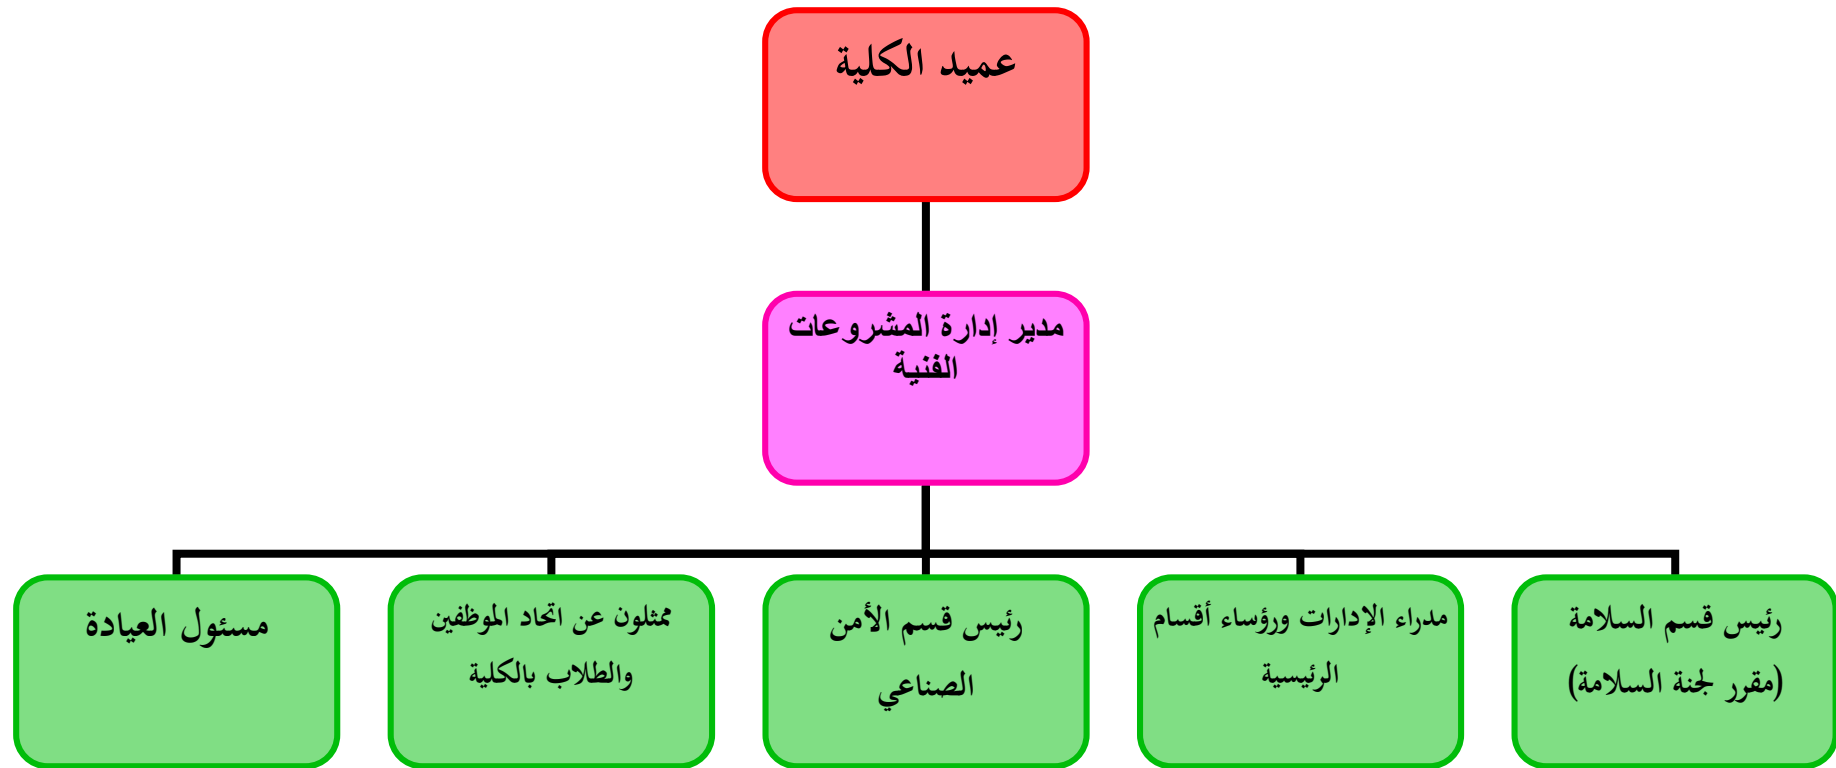 عميد الكلية
مدير إدارة المشروعات
الفنية
رئيس قسم السلامة
(مقرر لجنة السلامة)
مدراء الإدارات ورؤساء أقسام
الرئيسية
رئيس قسم الأمن
الصناعي
ممثلون عن اتحاد الموظفين
والطلاب بالكلية
مسئول العيادة